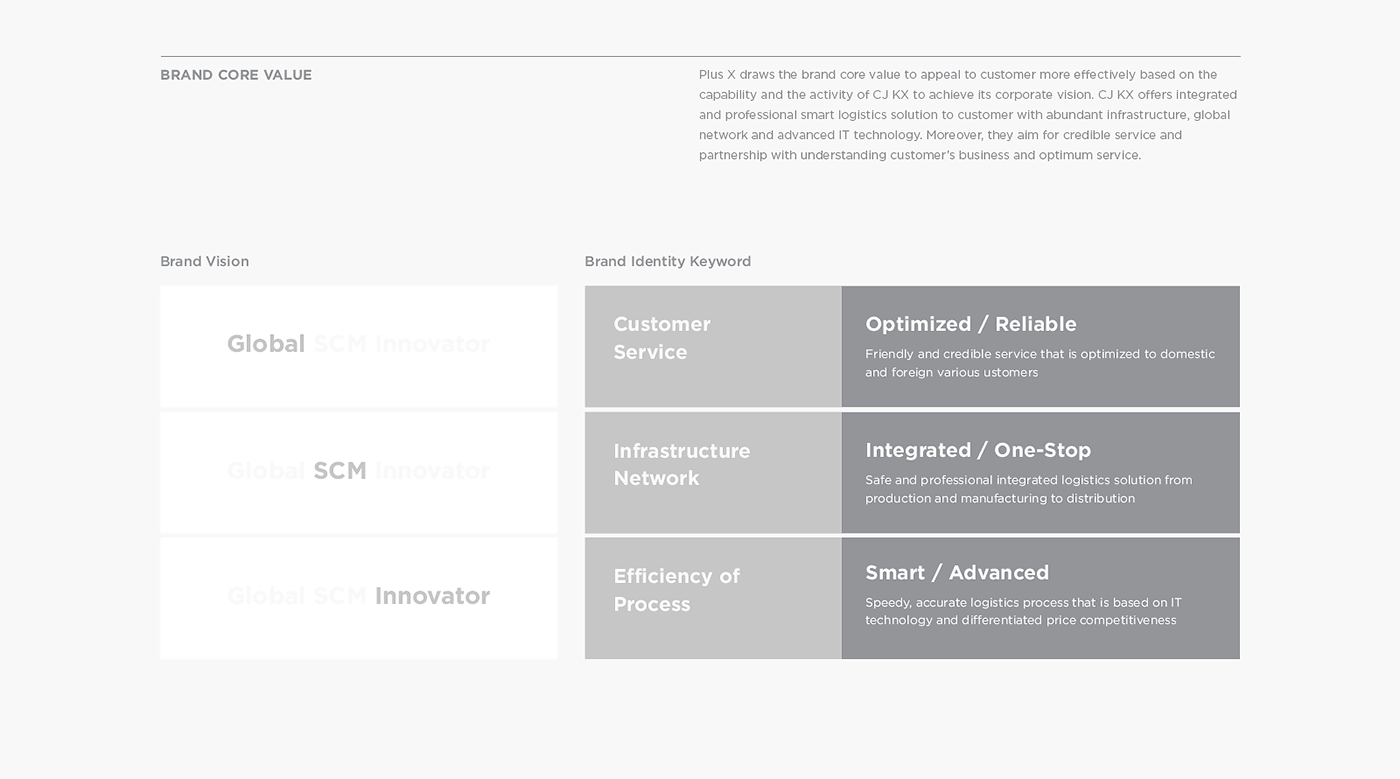 BRAND CORE VALUE
Plus X draws the brand core value to appeal to customer more effectively based on the
capability and the activity of CJ KX to achieve its corporate vision. CJ KX offers integrated
and professional smart logistics solution to customer with abundant infrastructure, global
network and advanced IT technology. Moreover, they aim for credible service and
partnership with understanding customer's business and optimum service.
Brand Vision
Global SCM Innovator
Global SCM Innovator
Global SCM Innovator
Brand Identity Keyword
Customer
Service
Optimized / Reliable
Friendly and credible service that is optimized to domestic
and foreign various ustomers
Infrastructure
Network
Integrated / One-Stop
Safe and professional integrated logistics solution from
production and manufacturing to distribution
Efficiency of
Process
Smart / Advanced
Speedy, accurate logistics process that is based on IT
technology and differentiated price competitiveness